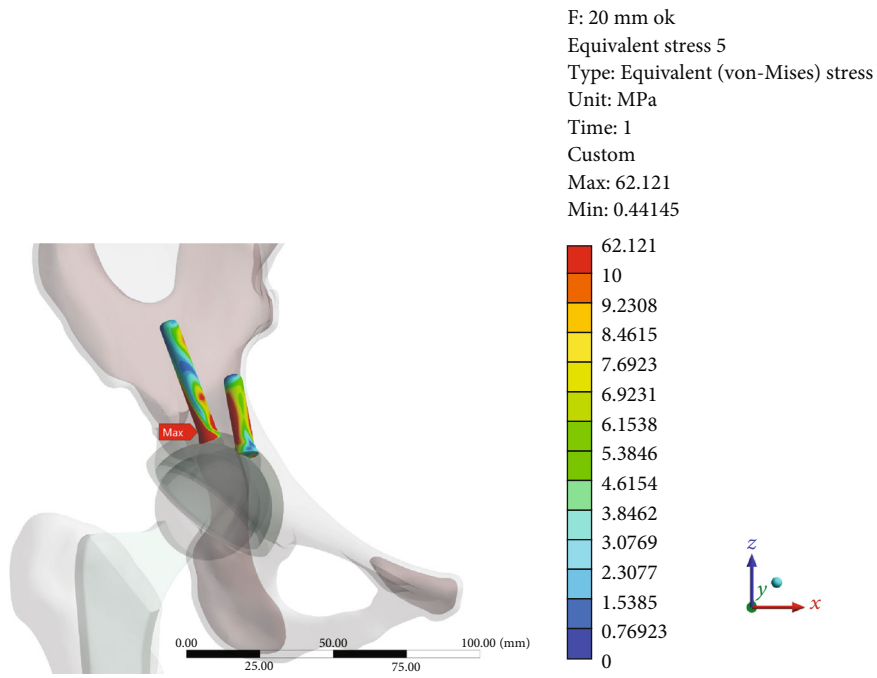 F: 20 mm ok
Equivalent stress 5
Type: Equivalent (von-Mises) stress
Unit: MPa
Time: 1
Custom
Max: 62.121
Min: 0.44145
62.121
10
9.2308
8.4615
7.6923
6.9231
6.1538
5.3846
4.6154
3.8462
3.0769
2.3077
1.5385
0.76923
0
Max
0.00 50.00 100.00 (mm)
25.00 75.00
z
y
x